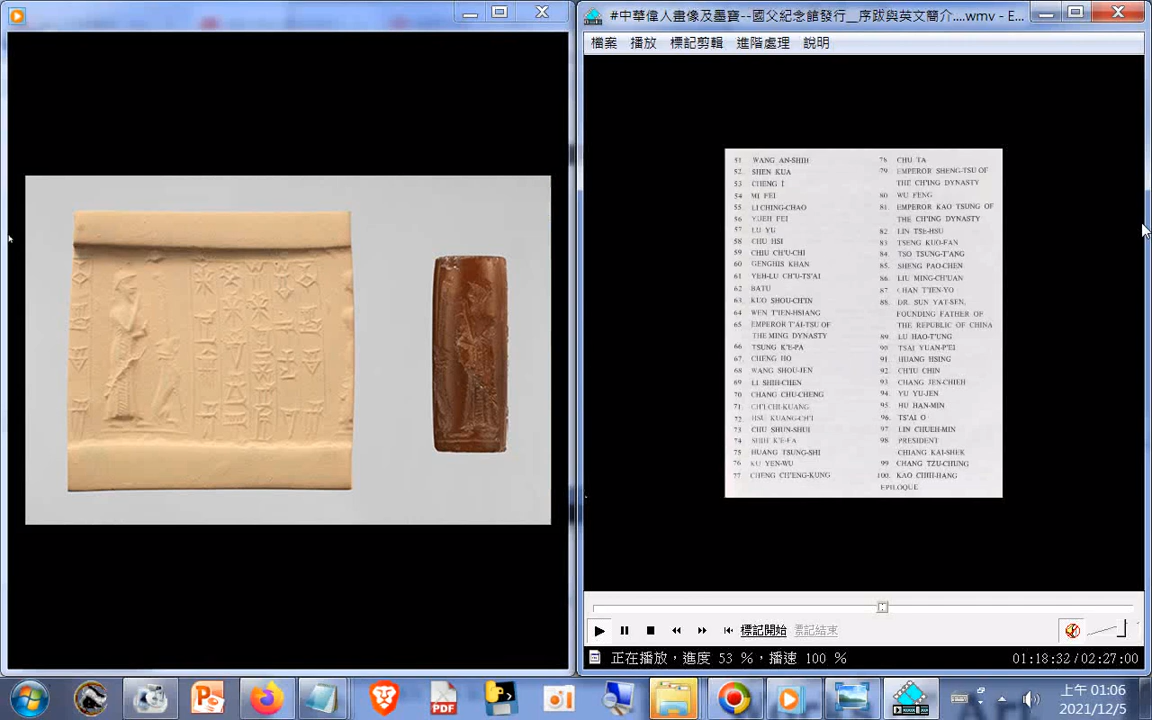 #中華偉人畫像及墨寶--國父紀念館發行__序跋與英文簡介....wmv - E...
檔案 播放 標記剪輯 進階處理 說明
51 WANG AN-SHIH
52. SHEN KUA
53 CHENG I
54 MI FEI
55 LI CHING-CHAO
56 YUEH FEI
57 LU YU
58 CHU HSI
59 CHIU CH'U-CHI
60 GENGHIS KHAN
61 YEH-LU CH'U-TS'AI
62 BATU
63. KUO SHOU-CH'IN
64 WEN T'IEN-HSIANG
65 EMPEROR T'AI-TSU OF
THE MING DYNASTY
66 TSUNG K'E-PA
67. CHENG HO
68 WANG SHOU-JEN
69 LI SHIH-CHEN
70 CHANG CHU-CHENG
71 CH'I CHI-KUANG
72 HSU KUANG-CH'I
73 CHU SHUN-SHUI
74 SHIH K'E-FA
75 HUANG TSUNG-SHI
76 KU YEN-WU
77 CHENG CH'ENG-KUNG
78 CHU TA
79 EMPEROR SHENG-TSU OF
THE CH'ING DYNASTY
80 WU FENG
81. EMPEROR KAO TSUNG OF
THE CH'ING DYNASTY
82 LIN TSE-HSU
83 TSENG KUO-FAN
84. TSO TSUNG-T'ANG
85. SHENG PAO-CHEN
86. LIU MING-CH'UAN
87. CHAN T'IEN-YO
88. DR. SUN YAT-SEN,
FOUNDING FATHER OF
THE REPUBLIC OF CHINA
89. LU HAO-T'UNG
90. TSAI YUAN-P'EI
91. HUANG HSING
92. CH'IU CHIN
93 CHANG JEN-CHIEH
94 YU YU-JEN
95. HU HAN-MIN
96. TS'AI O
97. LIN CHUEH-MIN
98 PRESIDENT
CHIANG KAI-SHEK
99 CHANG TZU-CHUNG
100. KAO CHIH-HANG
EPILOQUE
標記開始 標記結束
正在播放，進度 53 %，播速 100 %
01:18:32 / 02:27:00
PDF
上午 01:06
2021/12/5